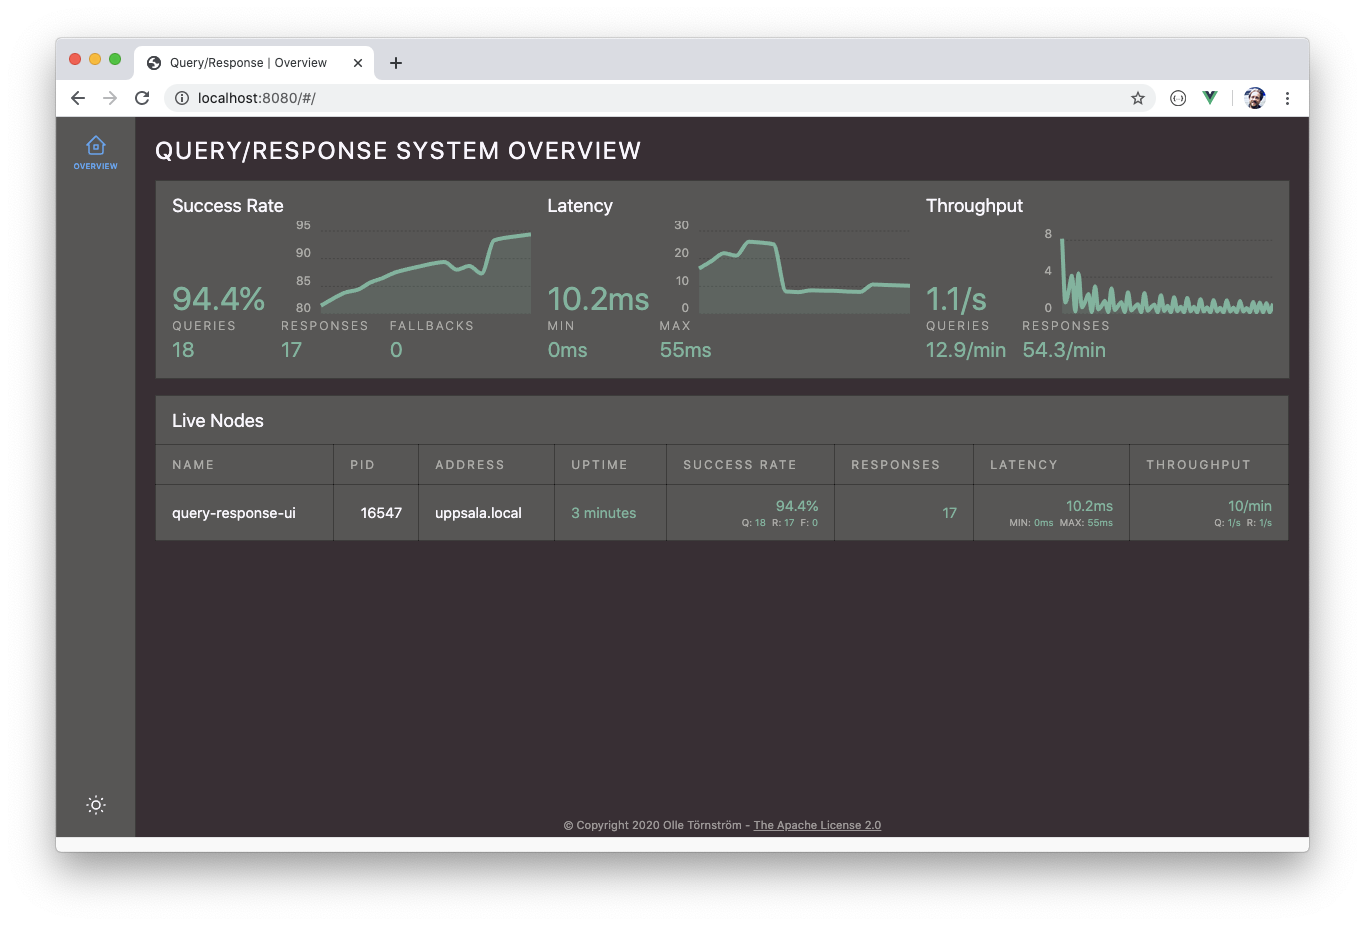 Query/Response | Overview
localhost:8080/#/
OVERVIEW
QUERY/RESPONSE SYSTEM OVERVIEW
Success Rate
95
90
85
80
94.4%
QUERIES RESPONSES FALLBACKS
18 17 0
Latency
30
20
10
0
10.2ms
MIN MAX
0ms 55ms
Throughput
8
4
0
1.1/s
QUERIES RESPONSES
12.9/min 54.3/min
Live Nodes
NAME PID ADDRESS UPTIME SUCCESS RATE RESPONSES LATENCY THROUGHPUT
query-response-ui 16547 uppsala.local 3 minutes 94.4% 17 10.2ms 10/min
Q: 18 R: 17 F: 0 MIN: 0ms MAX: 55ms Q: 1/s R: 1/s
© Copyright 2020 Olle Törnström - The Apache License 2.0